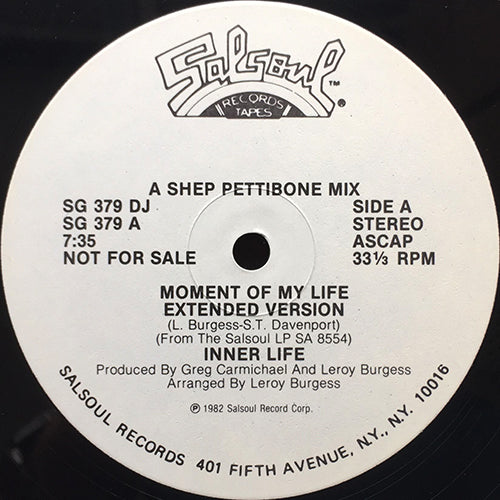 Salsoul™
RECORDS
TAPES ®
A SHEP PETTIBONE MIX
SG 379 DJ SIDE A
SG 379 A STEREO
7:35 ASCAP
NOT FOR SALE 33⅓ RPM
MOMENT OF MY LIFE
EXTENDED VERSION
(L. Burgess-S.T. Davenport)
(From The Salsoul LP SA 8554)
INNER LIFE
Produced By Greg Carmichael And Leroy Burgess
Arranged By Leroy Burgess
℗ 1982 Salsoul Record Corp.
SALSOUL RECORDS 401 FIFTH AVENUE, N.Y., N.Y. 10016